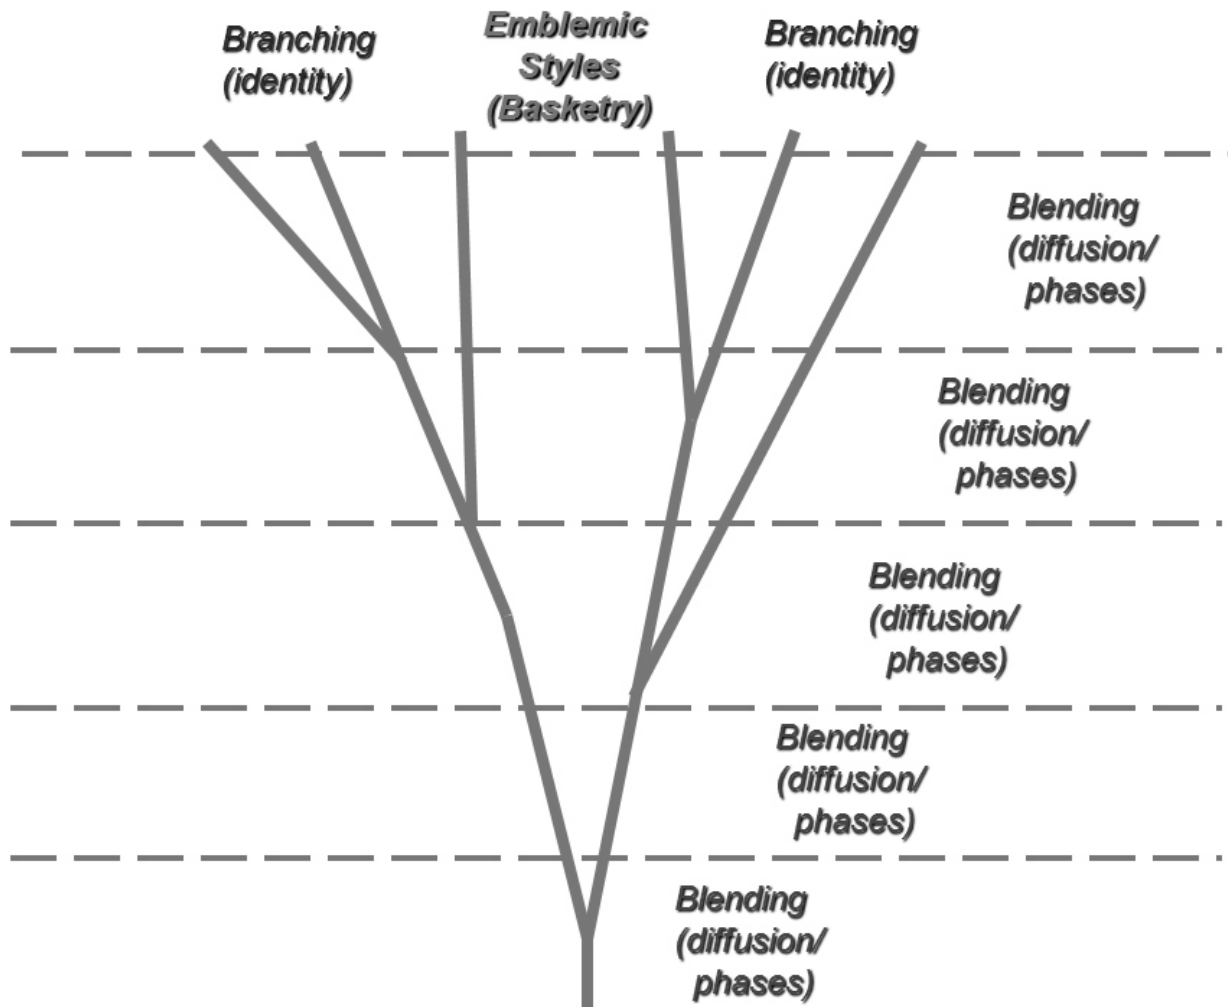 Branching
(identity)
Emblemic
Styles
(Basketry)
Branching
(identity)
Blending
(diffusion/
phases)
Blending
(diffusion/
phases)
Blending
(diffusion/
phases)
Blending
(diffusion/
phases)
Blending
(diffusion/
phases)